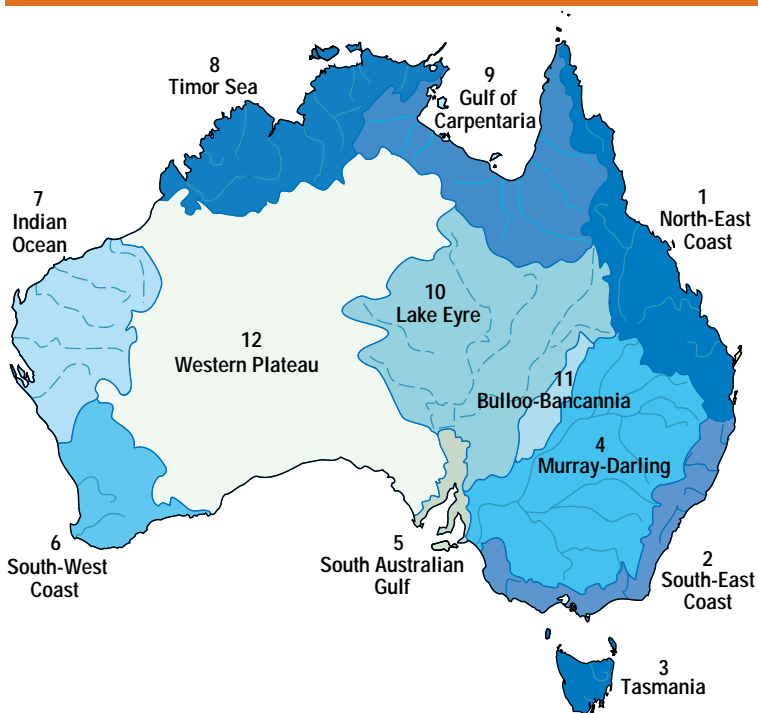 8
Timor Sea
9
Gulf of
Carpentaria
7
Indian
Ocean
1
North-East
Coast
10
Lake Eyre
12
Western Plateau
11
Bulloo-Bancannia
4
Murray-Darling
6
South-West
Coast
5
South Australian
Gulf
2
South-East
Coast
3
Tasmania